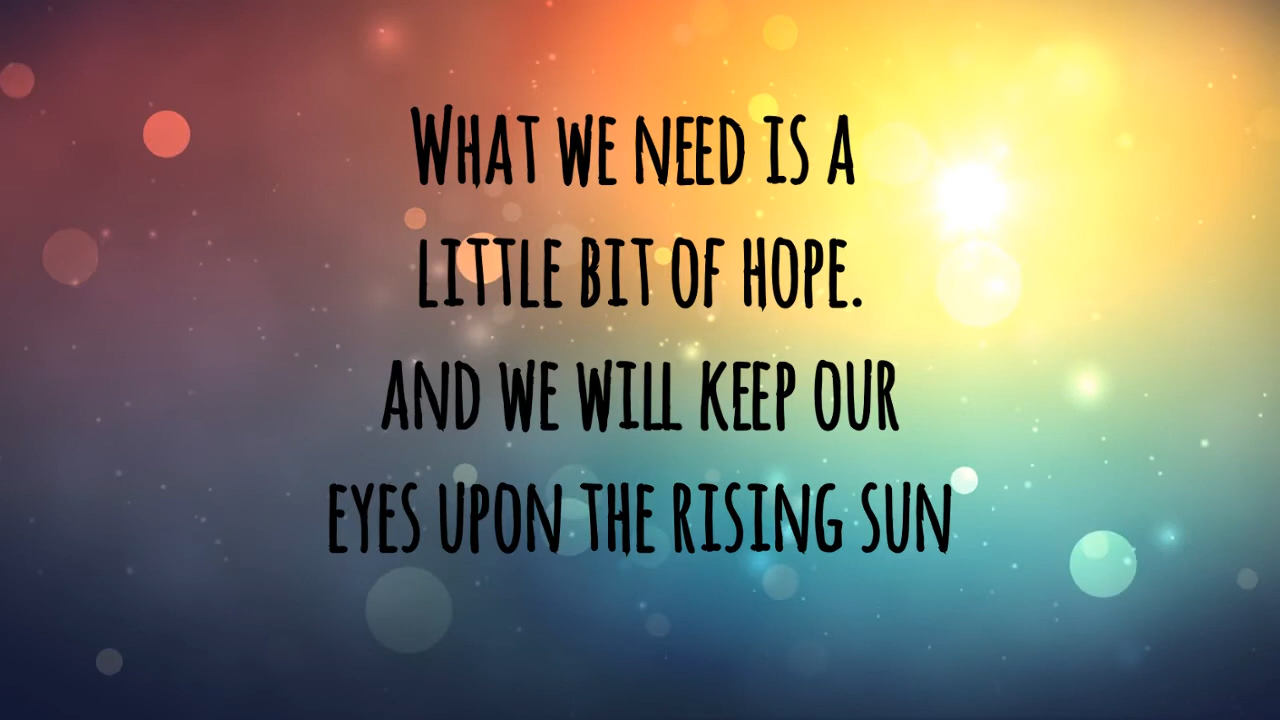 What we need is a
little bit of hope.
and we will keep our
eyes upon the rising sun